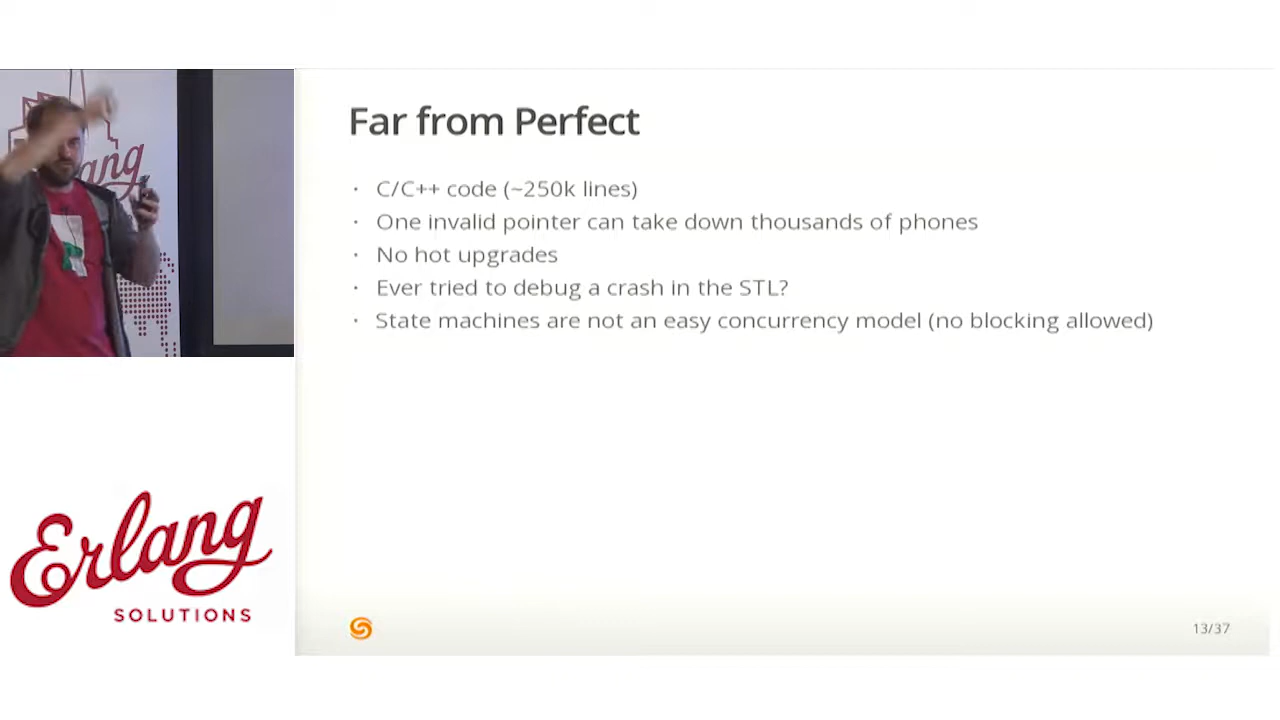 Far from Perfect
· C/C++ code (~250k lines)
· One invalid pointer can take down thousands of phones
· No hot upgrades
· Ever tried to debug a crash in the STL?
· State machines are not an easy concurrency model (no blocking allowed)
Erlang
SOLUTIONS
13/37